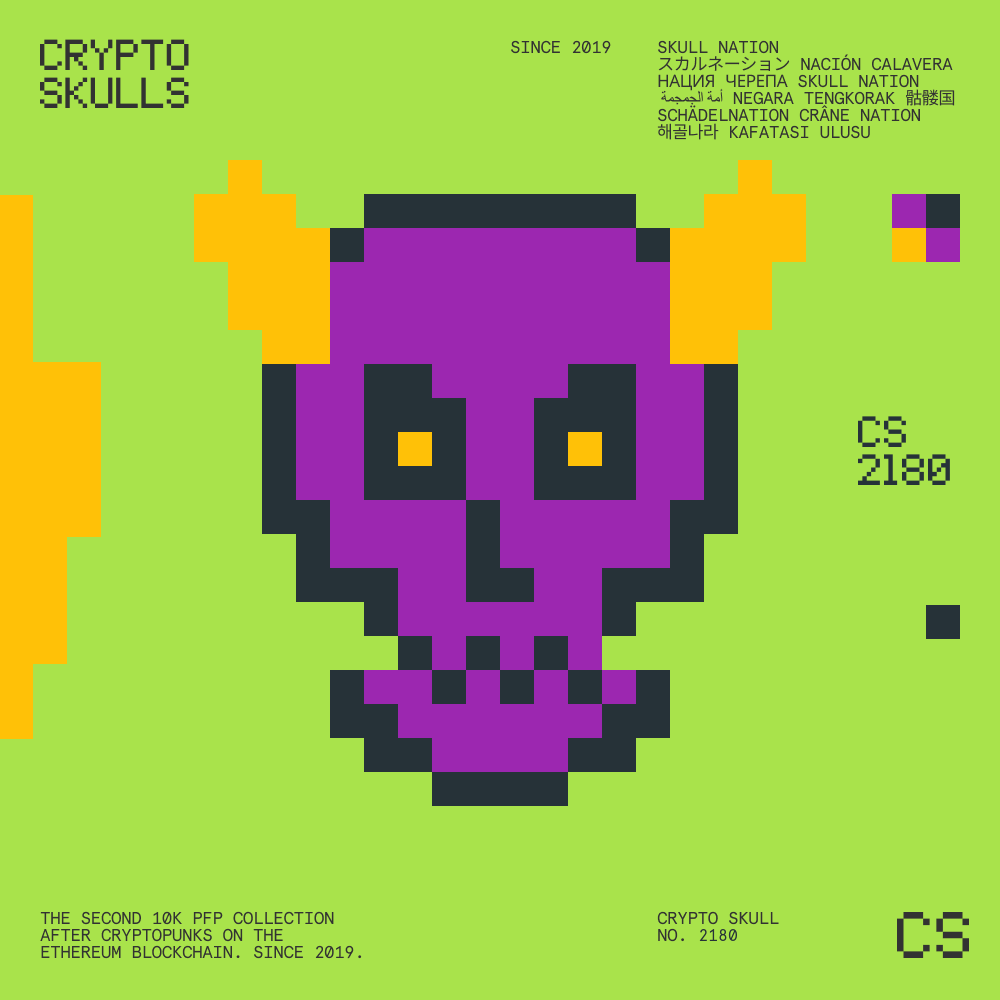 CRYPTO
SKULLS
SINCE 2019
SKULL NATION
スカルネーション NACIÓN CALAVERA
НАЦИЯ ЧЕРЕПА SKULL NATION
أمة الجمجمة NEGARA TENGKORAK 骷髅国
SCHÄDELNATION CRÂNE NATION
해골나라 KAFATASI ULUSU
CS
2180
THE SECOND 10K PFP COLLECTION
AFTER CRYPTOPUNKS ON THE
ETHEREUM BLOCKCHAIN. SINCE 2019.
CRYPTO SKULL
NO. 2180
CS